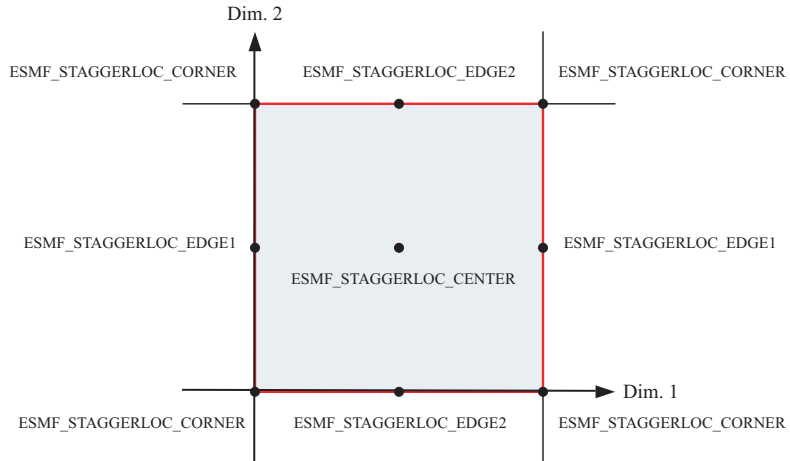 Dim. 2
ESMF_STAGGERLOC_CORNER
ESMF_STAGGERLOC_EDGE2
ESMF_STAGGERLOC_CORNER
ESMF_STAGGERLOC_EDGE1
ESMF_STAGGERLOC_EDGE1
ESMF_STAGGERLOC_CENTER
Dim. 1
ESMF_STAGGERLOC_CORNER
ESMF_STAGGERLOC_EDGE2
ESMF_STAGGERLOC_CORNER